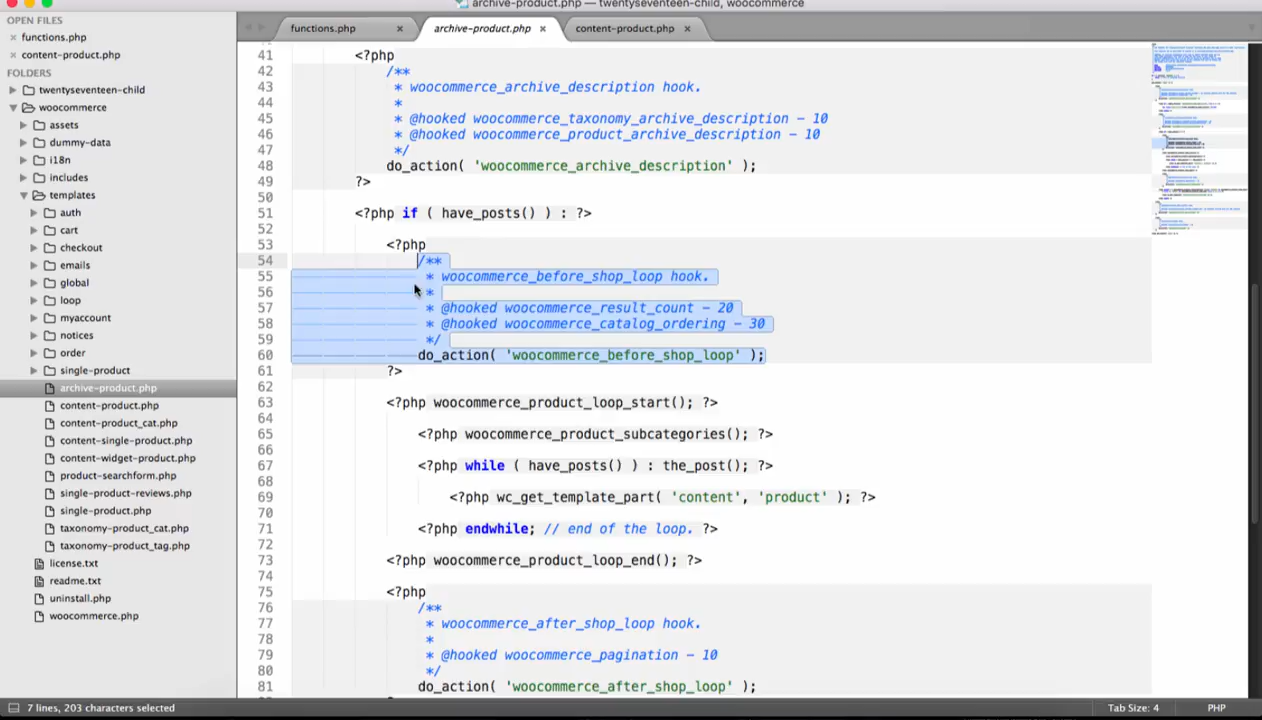 archive-product.php — twentyseventeen-child, woocommerce
OPEN FILES
× functions.php
× content-product.php
FOLDERS
twentyseventeen-child
woocommerce
assets
dummy-data
i18n
includes
templates
auth
cart
checkout
emails
global
loop
myaccount
notices
order
single-product
archive-product.php
content-product.php
content-product_cat.php
content-single-product.php
content-widget-product.php
product-searchform.php
single-product-reviews.php
single-product.php
taxonomy-product_cat.php
taxonomy-product_tag.php
license.txt
readme.txt
uninstall.php
woocommerce.php
functions.php × archive-product.php × content-product.php ×
41 <?php
42 /**
43 * woocommerce_archive_description hook.
44 *
45 * @hooked woocommerce_taxonomy_archive_description - 10
46 * @hooked woocommerce_product_archive_description - 10
47 */
48 do_action( 'woocommerce_archive_description' );
49 ?>
50
51 <?php if ( have_posts() ) : ?>
52
53 <?php
54 /**
55 * woocommerce_before_shop_loop hook.
56 *
57 * @hooked woocommerce_result_count - 20
58 * @hooked woocommerce_catalog_ordering - 30
59 */
60 do_action( 'woocommerce_before_shop_loop' );
61 ?>
62
63 <?php woocommerce_product_loop_start(); ?>
64
65 <?php woocommerce_product_subcategories(); ?>
66
67 <?php while ( have_posts() ) : the_post(); ?>
68
69 <?php wc_get_template_part( 'content', 'product' ); ?>
70
71 <?php endwhile; // end of the loop. ?>
72
73 <?php woocommerce_product_loop_end(); ?>
74
75 <?php
76 /**
77 * woocommerce_after_shop_loop hook.
78 *
79 * @hooked woocommerce_pagination - 10
80 */
81 do_action( 'woocommerce_after_shop_loop' );
7 lines, 203 characters selected
Tab Size: 4
PHP